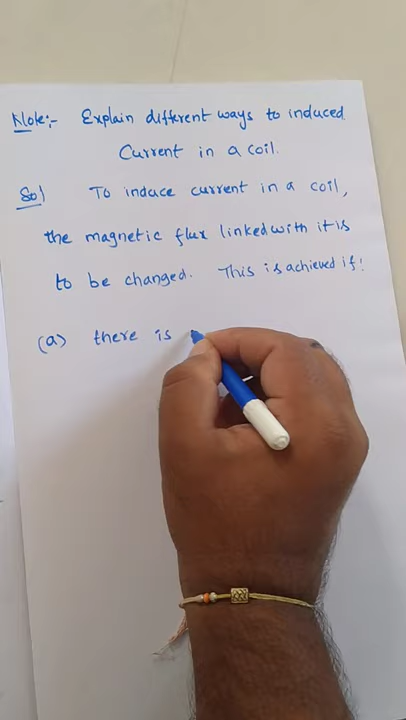 Note:- Explain different ways to induced
Current in a coil.
Sol To induce current in a coil,
the magnetic flux linked with it is
to be changed. This is achieved if:
(a) there is